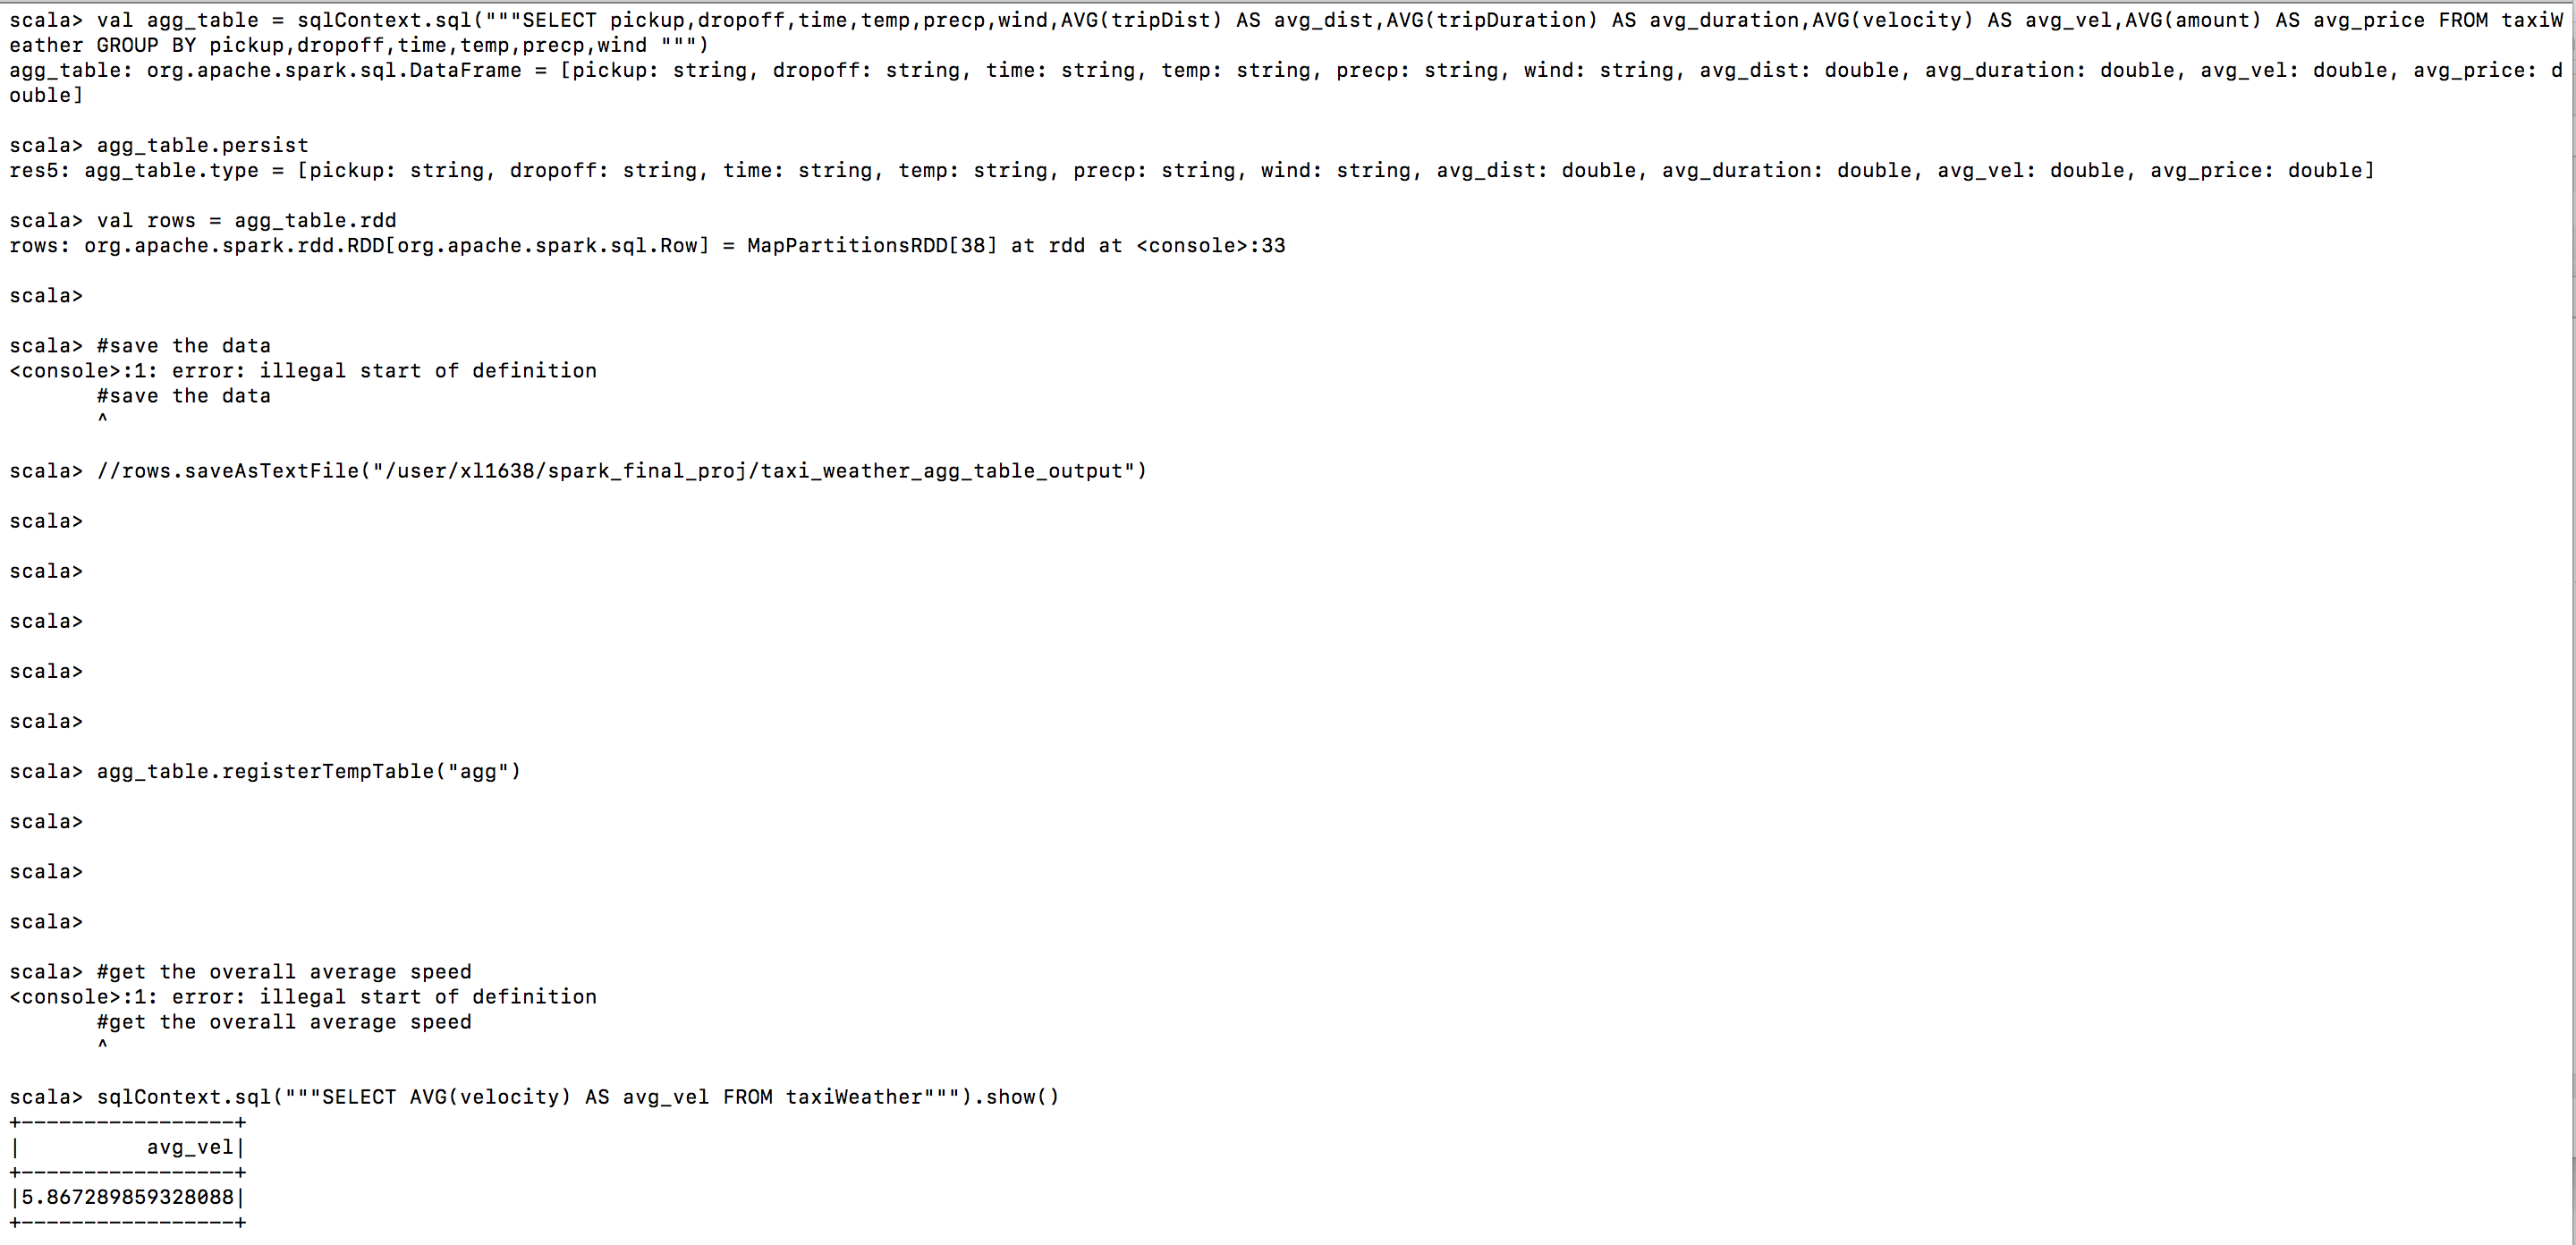 scala> val agg_table = sqlContext.sql("""SELECT pickup,dropoff,time,temp,precp,wind,AVG(tripDist) AS avg_dist,AVG(tripDuration) AS avg_duration,AVG(velocity) AS avg_vel,AVG(amount) AS avg_price FROM taxiW
eather GROUP BY pickup,dropoff,time,temp,precp,wind """)
agg_table: org.apache.spark.sql.DataFrame = [pickup: string, dropoff: string, time: string, temp: string, precp: string, wind: string, avg_dist: double, avg_duration: double, avg_vel: double, avg_price: d
ouble]

scala> agg_table.persist
res5: agg_table.type = [pickup: string, dropoff: string, time: string, temp: string, precp: string, wind: string, avg_dist: double, avg_duration: double, avg_vel: double, avg_price: double]

scala> val rows = agg_table.rdd
rows: org.apache.spark.rdd.RDD[org.apache.spark.sql.Row] = MapPartitionsRDD[38] at rdd at <console>:33

scala>

scala> #save the data
<console>:1: error: illegal start of definition
       #save the data
       ^

scala> //rows.saveAsTextFile("/user/xl1638/spark_final_proj/taxi_weather_agg_table_output")

scala>

scala>

scala>

scala>

scala>

scala> agg_table.registerTempTable("agg")

scala>

scala>

scala>

scala> #get the overall average speed
<console>:1: error: illegal start of definition
       #get the overall average speed
       ^

scala> sqlContext.sql("""SELECT AVG(velocity) AS avg_vel FROM taxiWeather""").show()
+-----------------+
|          avg_vel|
+-----------------+
|5.867289859328088|
+-----------------+